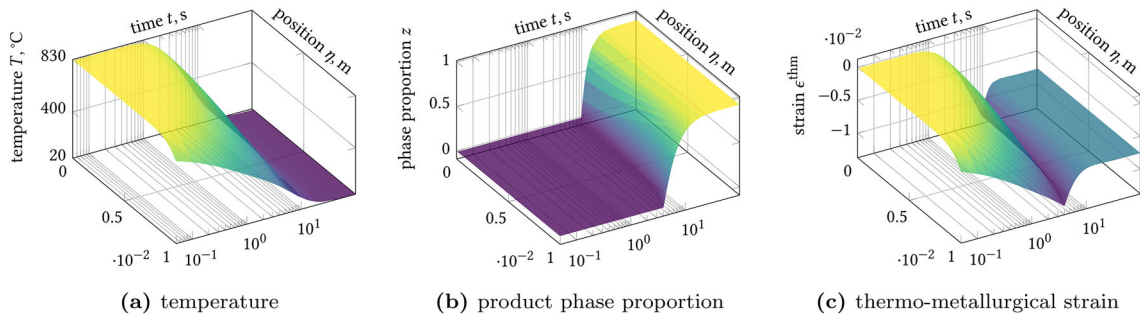 time t, s
position η, m
temperature T, °C
830
400
20
0
0.5
1
·10⁻²
10⁻¹
10⁰
10¹
(a) temperature
time t, s
position η, m
phase proportion z
1
0.5
0
0
0.5
1
·10⁻²
10⁻¹
10⁰
10¹
(b) product phase proportion
time t, s
position η, m
strain ϵᵗʰᵐ
·10⁻²
0
−0.5
−1
0
0.5
1
·10⁻²
10⁻¹
10⁰
10¹
(c) thermo-metallurgical strain